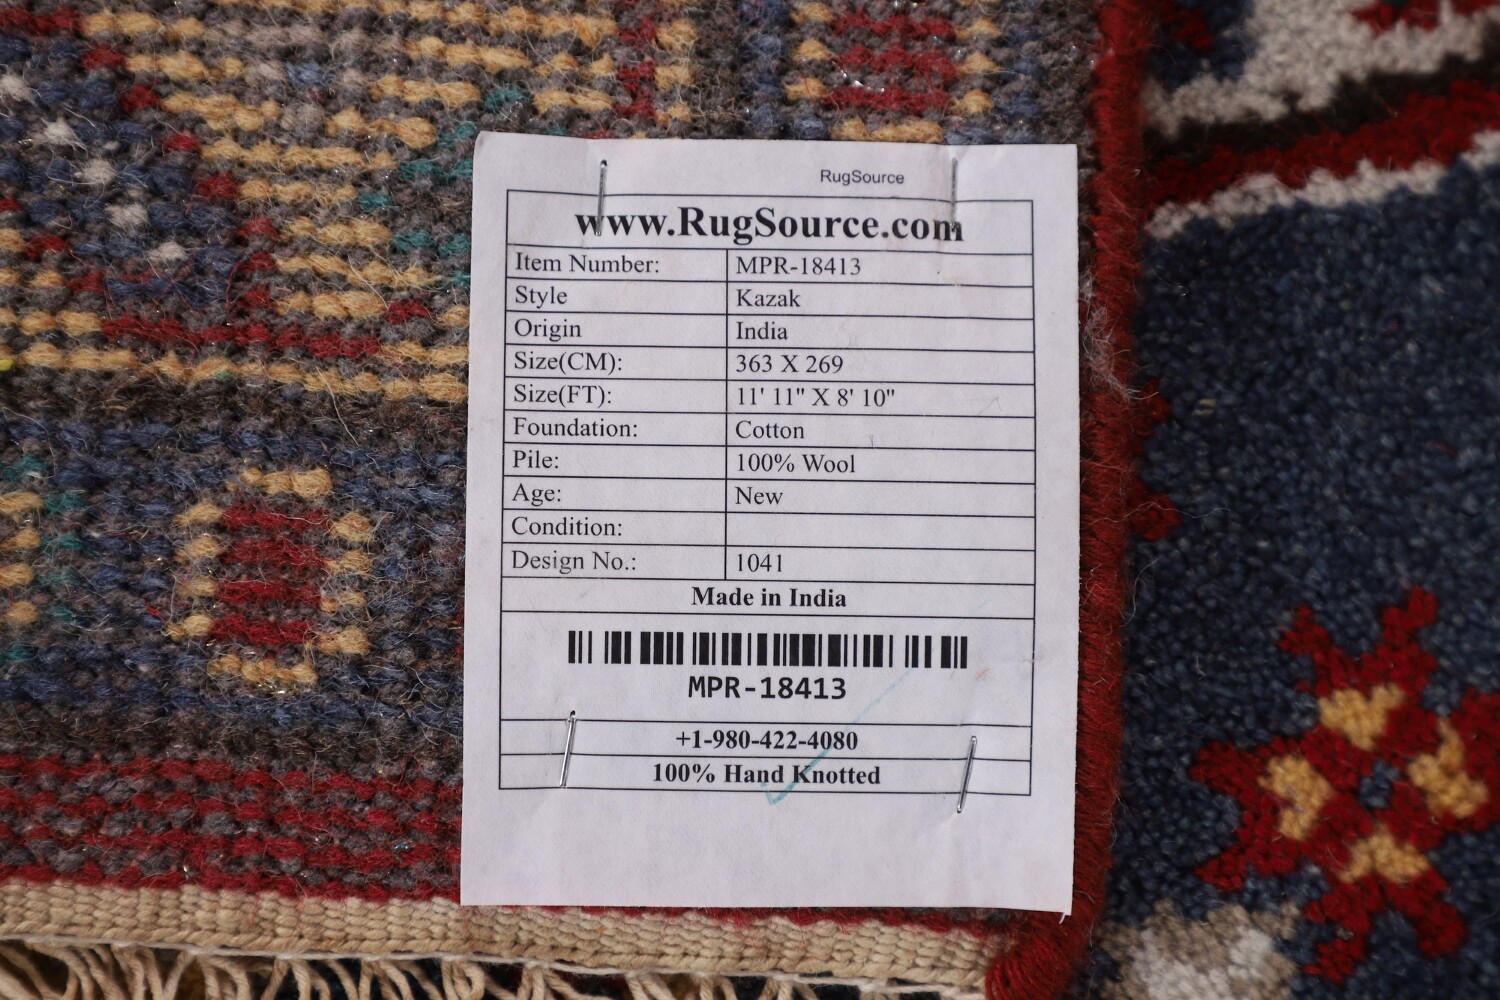 RugSource
www.RugSource.com
Item Number: MPR-18413
Style Kazak
Origin India
Size(CM): 363 X 269
Size(FT): 11' 11" X 8' 10"
Foundation: Cotton
Pile: 100% Wool
Age: New
Condition:
Design No.: 1041
Made in India
MPR-18413
+1-980-422-4080
100% Hand Knotted